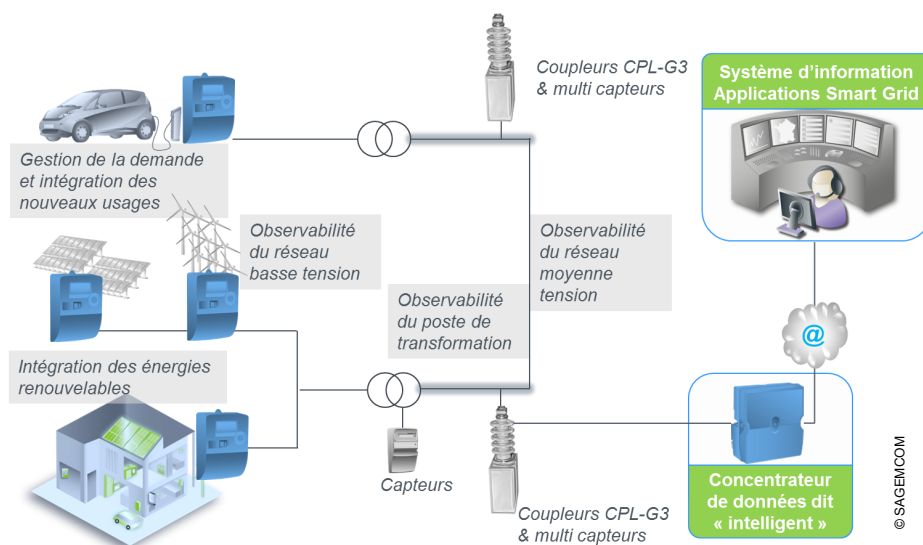 Coupleurs CPL-G3
& multi capteurs
Système d'information
Applications Smart Grid
Gestion de la demande
et intégration des
nouveaux usages
Observabilité
du réseau
basse tension
Observabilité
du réseau
moyenne
tension
Observabilité
du poste de
transformation
@
Intégration des énergies
renouvelables
Capteurs
Coupleurs CPL-G3
& multi capteurs
Concentrateur
de données dit
« intelligent »
© SAGEMCOM